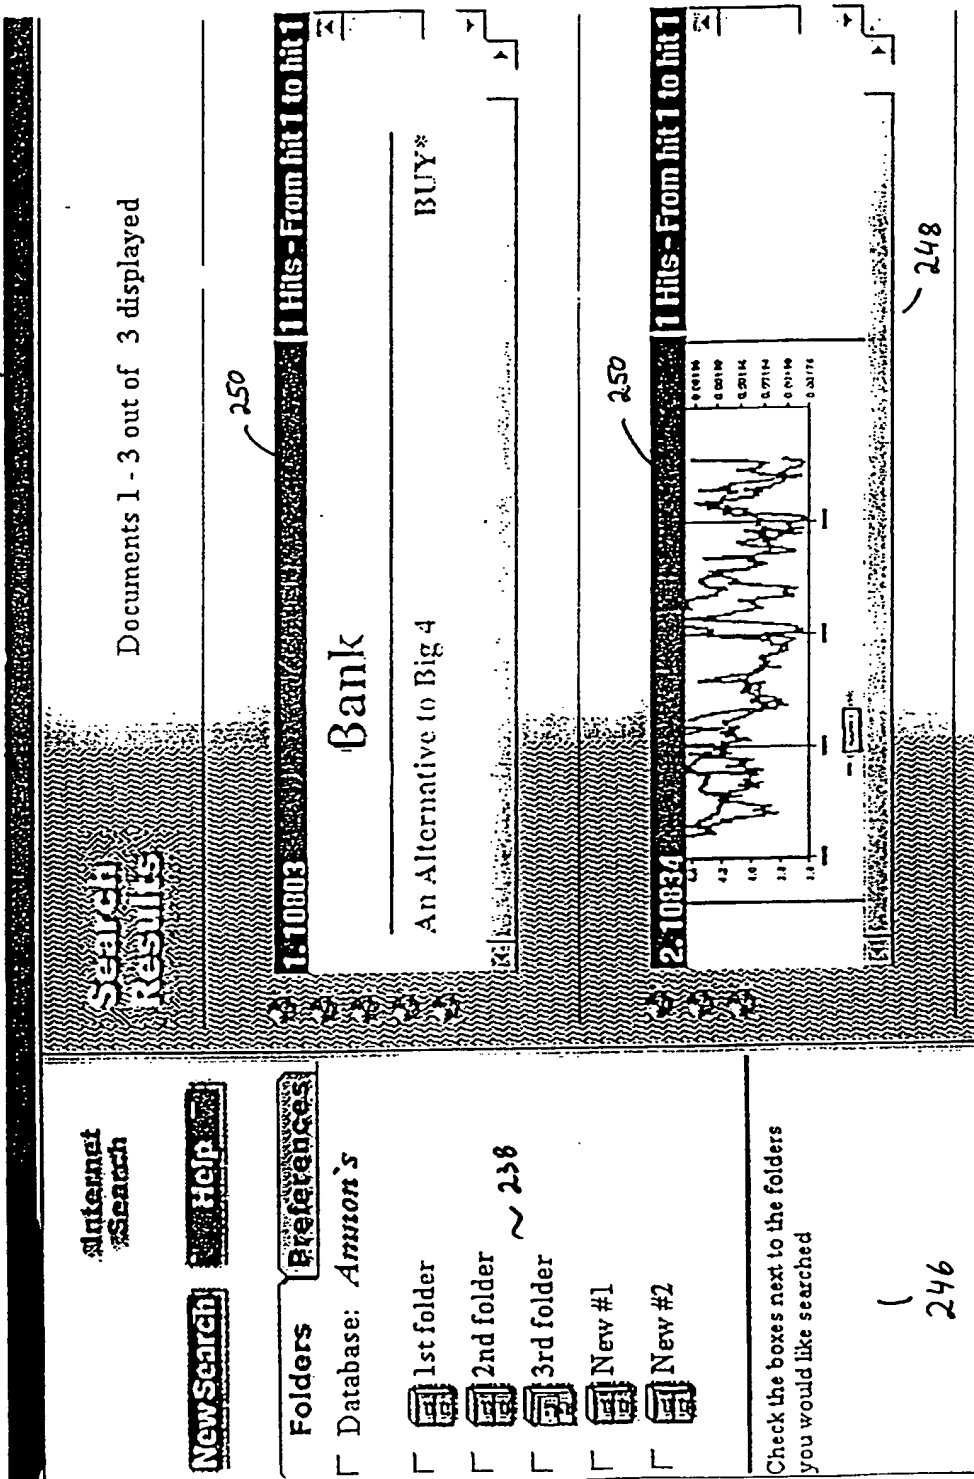 Internet
Search
New Search
Help
Folders
Preferences
Database: Ammon's
1st folder
2nd folder
~ 238
3rd folder
New #1
New #2
Check the boxes next to the folders
you would like searched
246
Search
Results
Documents 1 - 3 out of 3 displayed
250
1. 10803
1 Hits - From hit 1 to hit 1
Bank
An Alternative to Big 4
BUY*
250
2. 10834
1 Hits - From hit 1 to hit 1
248